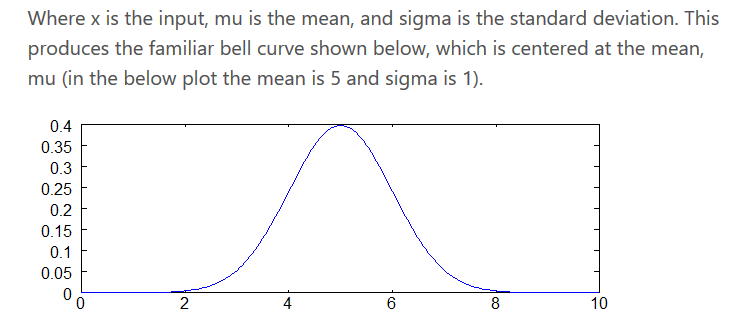 Where x is the input, mu is the mean, and sigma is the standard deviation. This
produces the familiar bell curve shown below, which is centered at the mean,
mu (in the below plot the mean is 5 and sigma is 1).
0.4
0.35
0.3
0.25
0.2
0.15
0.1
0.05
0
0 2 4 6 8 10